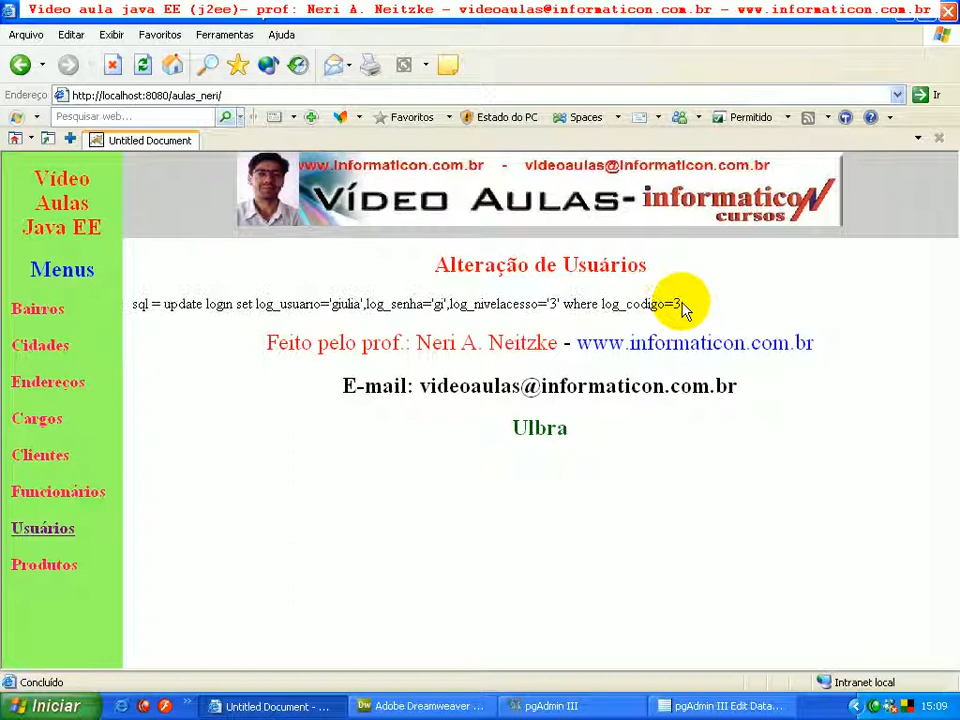 Video aula java EE (j2ee)– prof: Neri A. Neitzke – videoaulas@informaticon.com.br – www.informaticon.com.br
Arquivo Editar Exibir Favoritos Ferramentas Ajuda
Endereço http://localhost:8080/aulas_neri/ Ir
Pesquisar web... Favoritos Estado do PC Spaces Permitido
Untitled Document
www.informaticon.com.br - videoaulas@informaticon.com.br
VÍDEO AULAS- informaticon
cursos
Vídeo
Aulas
Java EE
Menus
Bairros
Cidades
Endereços
Cargos
Clientes
Funcionários
Usuários
Produtos
Alteração de Usuários
sql = update login set log_usuario='giulia',log_senha='gi',log_nivelacesso='3' where log_codigo=3
Feito pelo prof.: Neri A. Neitzke - www.informaticon.com.br
E-mail: videoaulas@informaticon.com.br
Ulbra
Concluído Intranet local
Iniciar Untitled Document - ... Adobe Dreamweaver ... pgAdmin III pgAdmin III Edit Data... 15:09